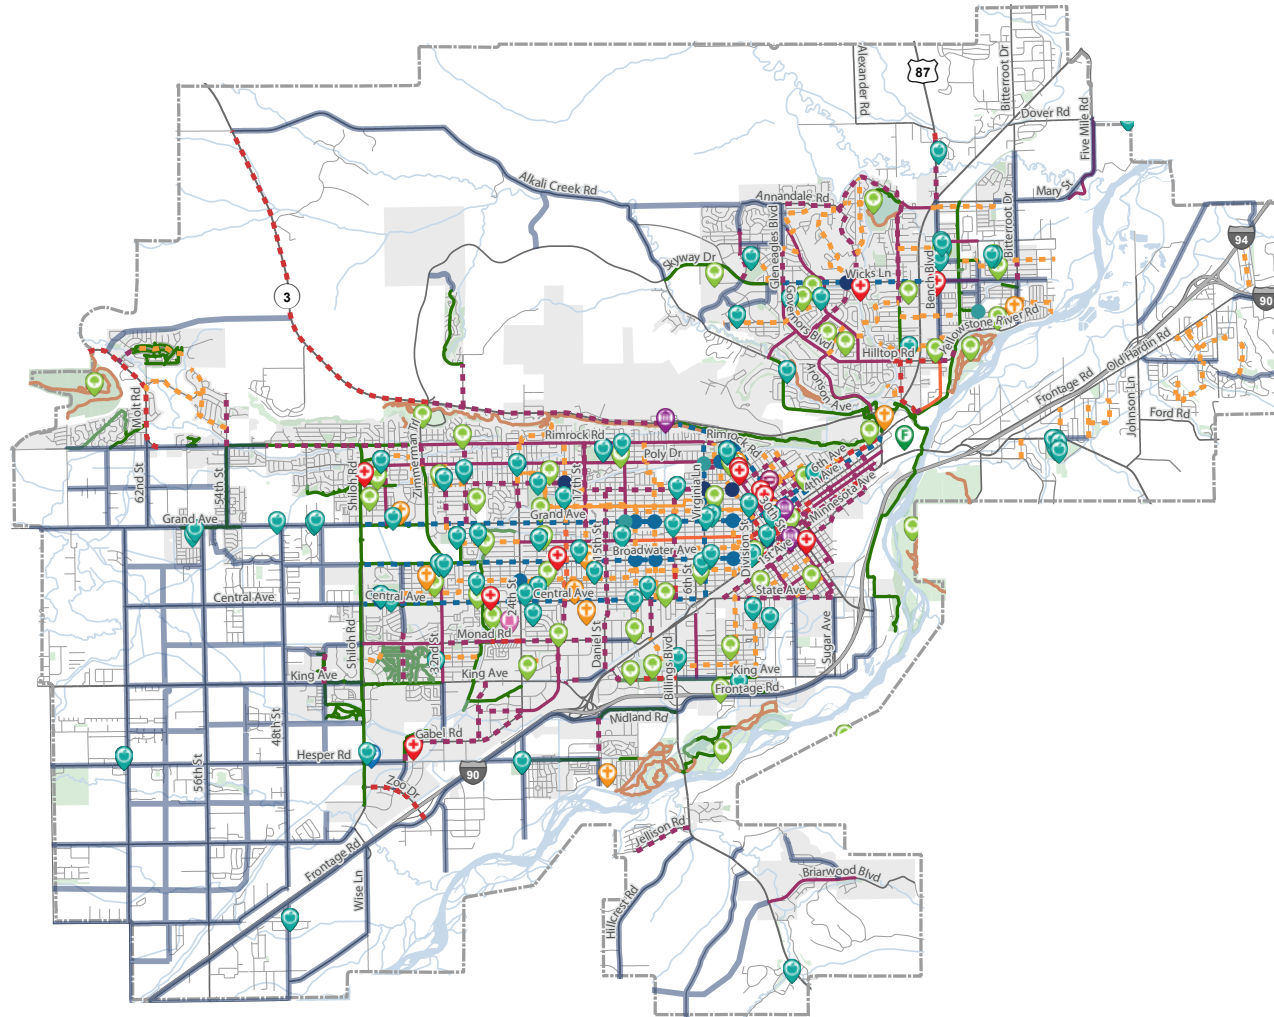 Alexander Rd
87
Bitterroot Dr
Dover Rd
Five Mile Rd
Alkali Creek Rd
Annandale Rd
Mary St
Gleneagles Blvd
Bitterroot Dr
94
Skyway Dr
Wicks Ln
Bench Blvd
3
90
Governors Blvd
Yellowstone River Rd
Hilltop Rd
Old Hardin Rd
Aronson Ave
Frontage Rd
Johnson Ln
Molt Rd
Ford Rd
Zimmerman Trl
Rimrock Rd
Rimrock Rd
F
Poly Dr
6th Ave
4th Ave
62nd St
54th St
Shiloh Rd
17th St
Virginia Ln
Minnesota Ave
Grand Ave
Grand Ave
30th St
15th St
Broadwater Ave
Division St
1st Ave
Central Ave
Central Ave
24th St
Central Ave
6th St
State Ave
Monad Rd
Shiloh Rd
32nd St
Daniel St
Billings Blvd
Sugar Ave
King Ave
King Ave
King Ave
Frontage Rd
48th St
Midland Rd
Gabel Rd
Hesper Rd
56th St
90
Zoo Dr
Jellison Rd
Frontage Rd
Wise Ln
Briarwood Blvd
Hillcrest Rd